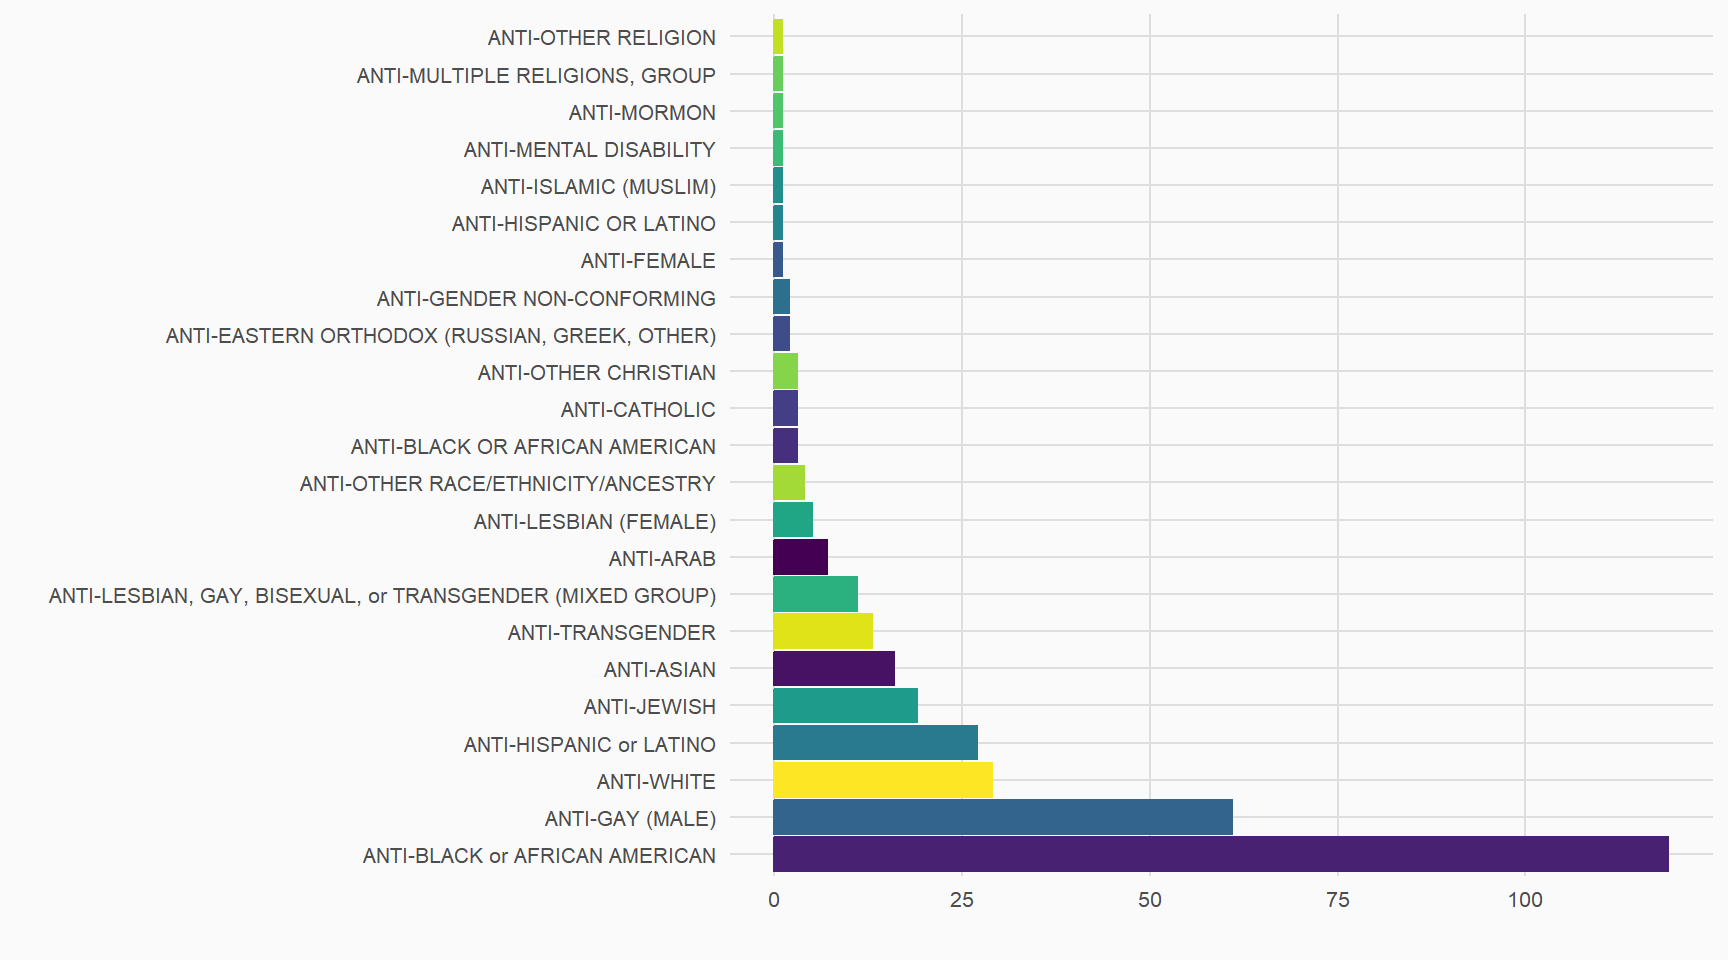 ANTI-OTHER RELIGION
ANTI-MULTIPLE RELIGIONS, GROUP
ANTI-MORMON
ANTI-MENTAL DISABILITY
ANTI-ISLAMIC (MUSLIM)
ANTI-HISPANIC OR LATINO
ANTI-FEMALE
ANTI-GENDER NON-CONFORMING
ANTI-EASTERN ORTHODOX (RUSSIAN, GREEK, OTHER)
ANTI-OTHER CHRISTIAN
ANTI-CATHOLIC
ANTI-BLACK OR AFRICAN AMERICAN
ANTI-OTHER RACE/ETHNICITY/ANCESTRY
ANTI-LESBIAN (FEMALE)
ANTI-ARAB
ANTI-LESBIAN, GAY, BISEXUAL, or TRANSGENDER (MIXED GROUP)
ANTI-TRANSGENDER
ANTI-ASIAN
ANTI-JEWISH
ANTI-HISPANIC or LATINO
ANTI-WHITE
ANTI-GAY (MALE)
ANTI-BLACK or AFRICAN AMERICAN
0 25 50 75 100